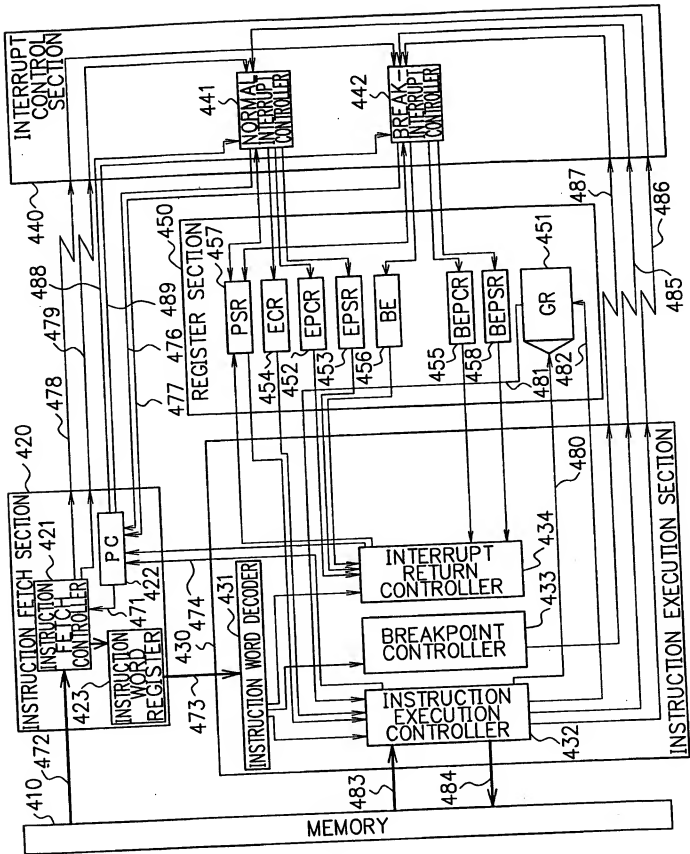 INTERRUPT
CONTROL
SECTION
440
441
NORMAL
INTERRUPT
CONTROLLER
442
BREAK-
INTERRUPT
CONTROLLER
478
479
488
489
476
477
487
486
485
REGISTER SECTION
450
457
PSR
454
ECR
452
EPCR
453
EPSR
456
BE
455
BEPCR
458
BEPSR
451
GR
481
482
480
INSTRUCTION FETCH SECTION
420
421
INSTRUCTION
FETCH
CONTROLLER
PC
422
471
423
INSTRUCTION
WORD
REGISTER
472
473
474
430
431
INSTRUCTION WORD DECODER
INTERRUPT
RETURN
CONTROLLER
434
BREAKPOINT
CONTROLLER
433
INSTRUCTION
EXECUTION
CONTROLLER
432
INSTRUCTION EXECUTION SECTION
483
484
410
MEMORY